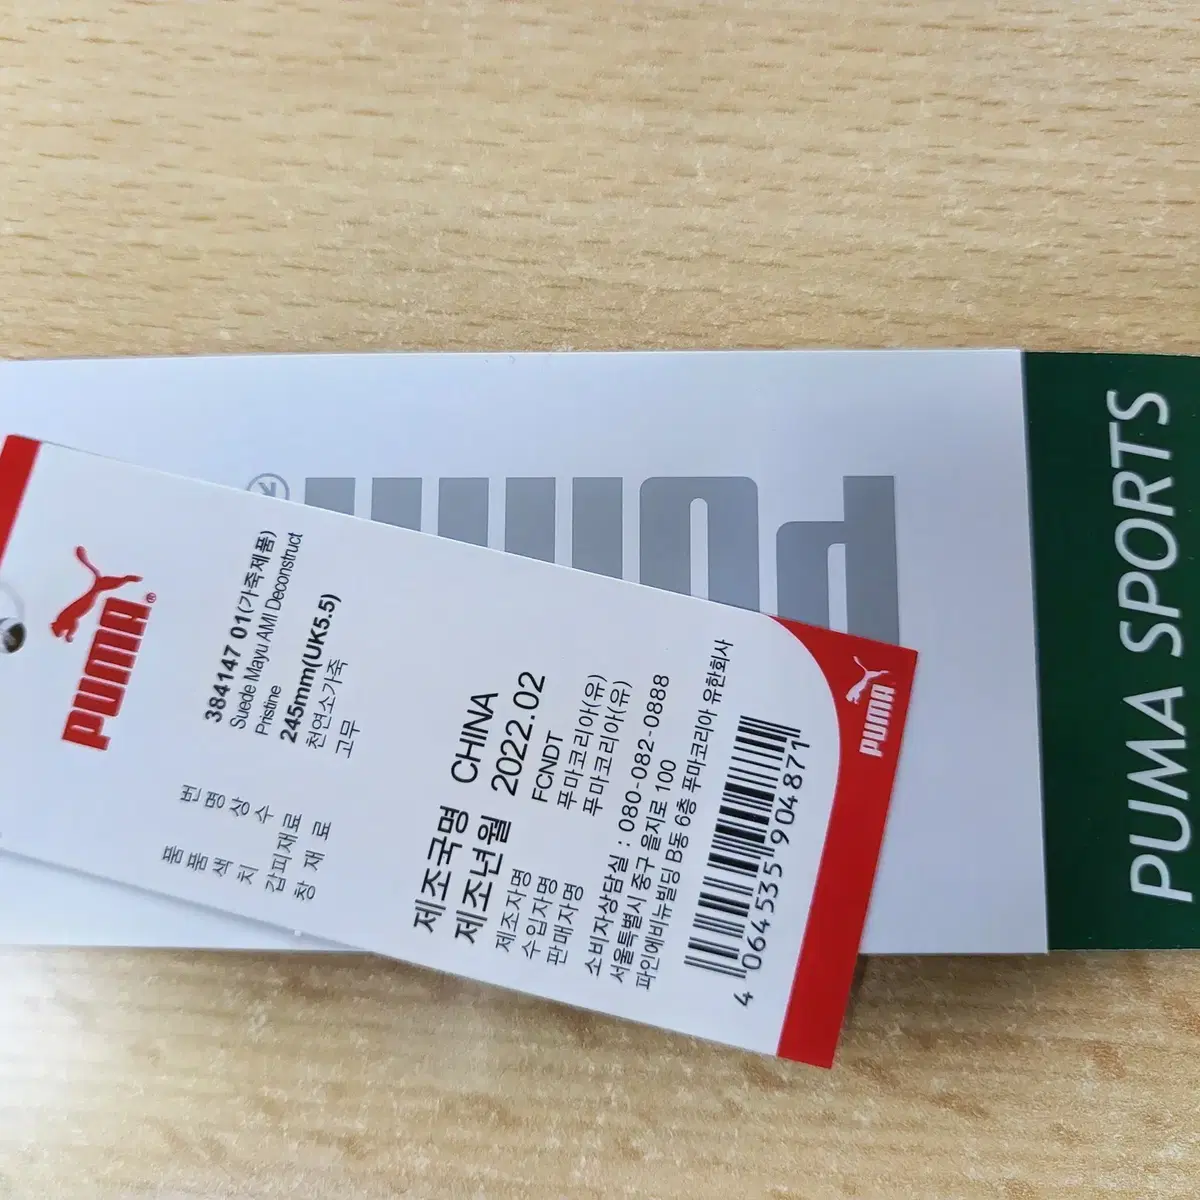 PUMA
품 번 384147 01(가죽제품)
품 명 Suede Mayu AMI Deconstruct
색 상 Pristine
치 수 245mm(UK5.5)
갑피재료 천연소가죽
창 재 료 고무
제조국명 CHINA
제조년월 2022.02
제조자명 FCNDT
수입자명 푸마코리아(유)
판매자명 푸마코리아(유)
소비자상담실 : 080-082-0888
서울특별시 중구 을지로 100
파인에비뉴빌딩 B동 6층 푸마코리아 유한회사
4 064535 904871
PUMA
PUMA SPORTS